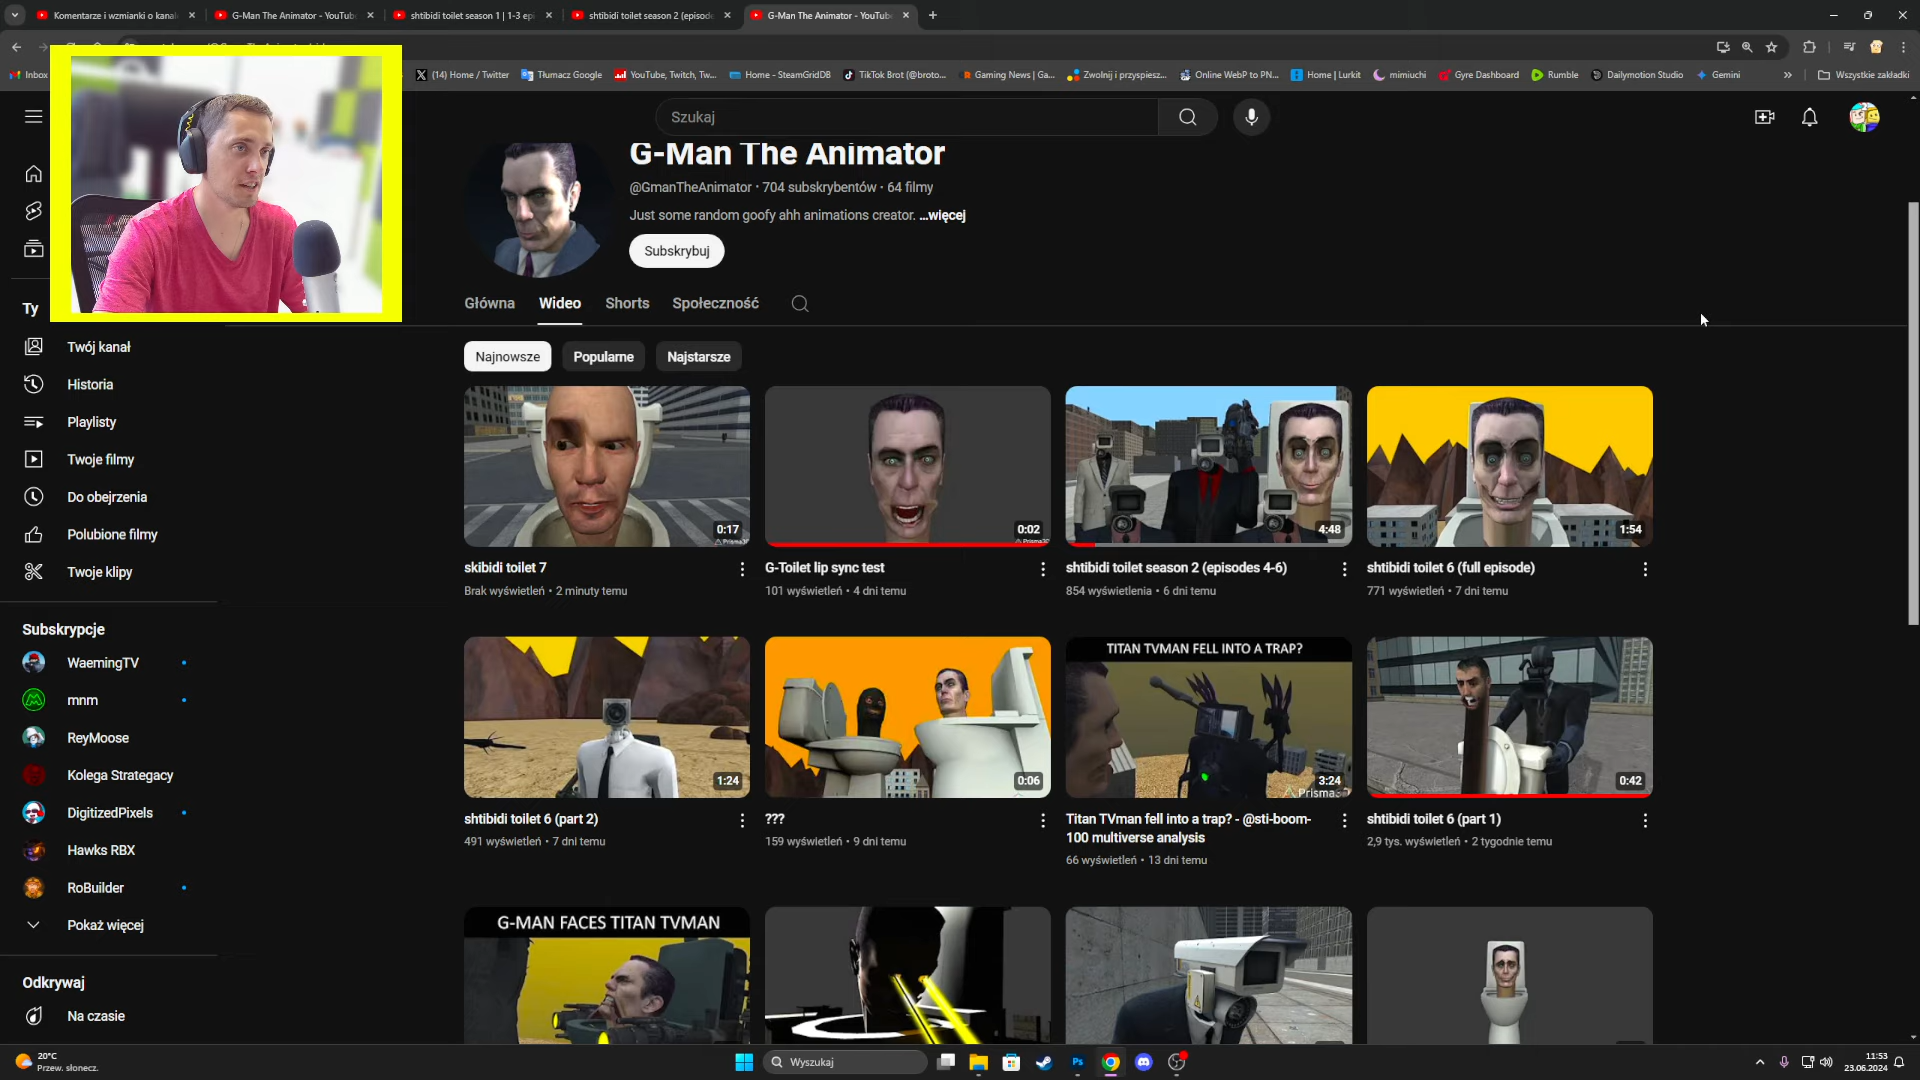 Komentarze i wzmianki o kanale
G-Man The Animator - YouTube
shtibidi toilet season 1 | 1-3 epi
shtibidi toilet season 2 (episode
G-Man The Animator - YouTube
Inbox
(14) Home / Twitter
Tłumacz Google
YouTube, Twitch, Tw...
Home - SteamGridDB
TikTok Brot (@broto...
Gaming News | Ga...
Zwolnij i przyspiesz...
Online WebP to PN...
Home | Lurkit
mimiuchi
Gyre Dashboard
Rumble
Dailymotion Studio
Gemini
»
Wszystkie zakładki
Szukaj
G-Man The Animator
@GmanTheAnimator • 704 subskrybentów • 64 filmy
Just some random goofy ahh animations creator. ...więcej
Subskrybuj
Główna
Wideo
Shorts
Społeczność
Najnowsze
Popularne
Najstarsze
Ty
Twój kanał
Historia
Playlisty
Twoje filmy
Do obejrzenia
Polubione filmy
Twoje klipy
Subskrypcje
WaemingTV
mnm
ReyMoose
Kolega Strategacy
DigitizedPixels
Hawks RBX
RoBuilder
Pokaż więcej
Odkrywaj
Na czasie
0:17
Prisma3D
skibidi toilet 7
Brak wyświetleń • 2 minuty temu
0:02
Prisma3D
G-Toilet lip sync test
101 wyświetleń • 4 dni temu
4:48
shtibidi toilet season 2 (episodes 4-6)
854 wyświetlenia • 6 dni temu
1:54
shtibidi toilet 6 (full episode)
771 wyświetleń • 7 dni temu
1:24
shtibidi toilet 6 (part 2)
491 wyświetleń • 7 dni temu
0:06
???
159 wyświetleń • 9 dni temu
TITAN TVMAN FELL INTO A TRAP?
3:24
Prisma3D
Titan TVman fell into a trap? - @sti-boom-
100 multiverse analysis
66 wyświetleń • 13 dni temu
0:42
shtibidi toilet 6 (part 1)
2,9 tys. wyświetleń • 2 tygodnie temu
G-MAN FACES TITAN TVMAN
20°C
Przew. słonecz.
Wyszukaj
11:53
23.06.2024